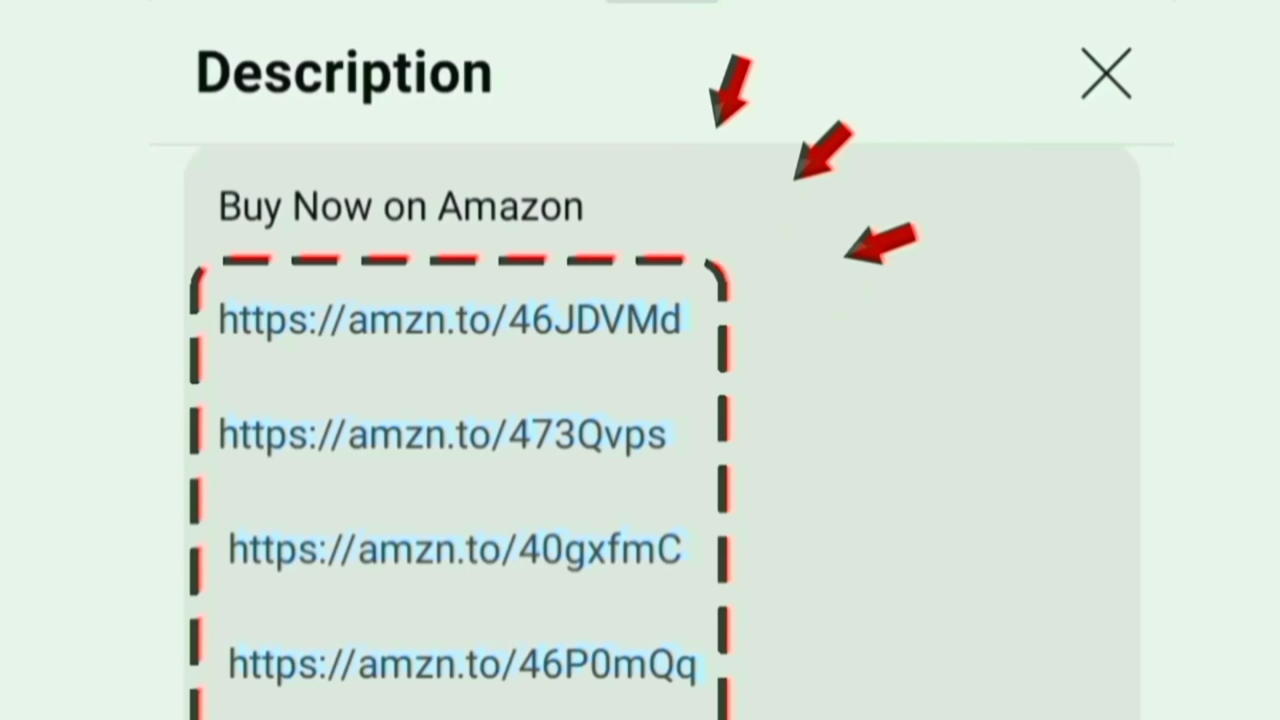 Description
Buy Now on Amazon
https://amzn.to/46JDVMd
https://amzn.to/473Qvps
https://amzn.to/40gxfmC
https://amzn.to/46P0mQq